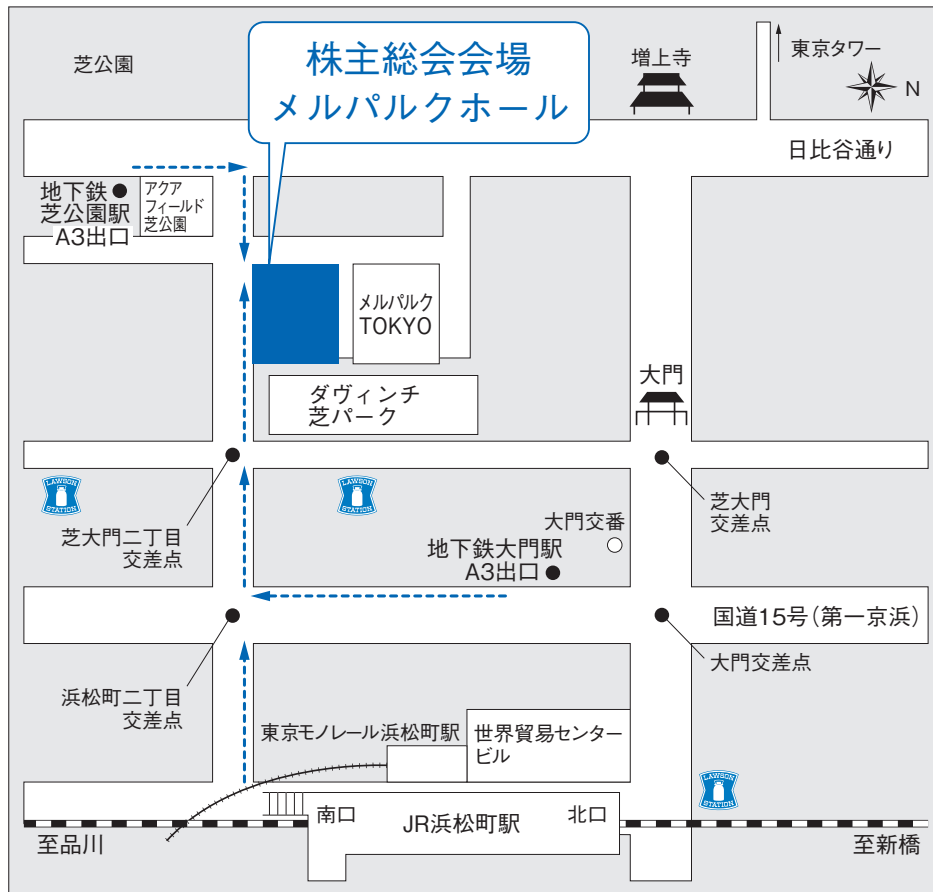 芝公園
株主総会会場
メルパルクホール
増上寺
東京タワー
N
日比谷通り
地下鉄
芝公園駅
A3出口
アクア
フィールド
芝公園
メルパルク
TOKYO
ダヴィンチ
芝パーク
大門
LAWSON
STATION
LAWSON
STATION
芝大門二丁目
交差点
芝大門
交差点
大門交番
地下鉄大門駅
A3出口
国道15号（第一京浜）
浜松町二丁目
交差点
大門交差点
東京モノレール浜松町駅
世界貿易センター
ビル
LAWSON
STATION
南口
JR浜松町駅
北口
至品川
至新橋